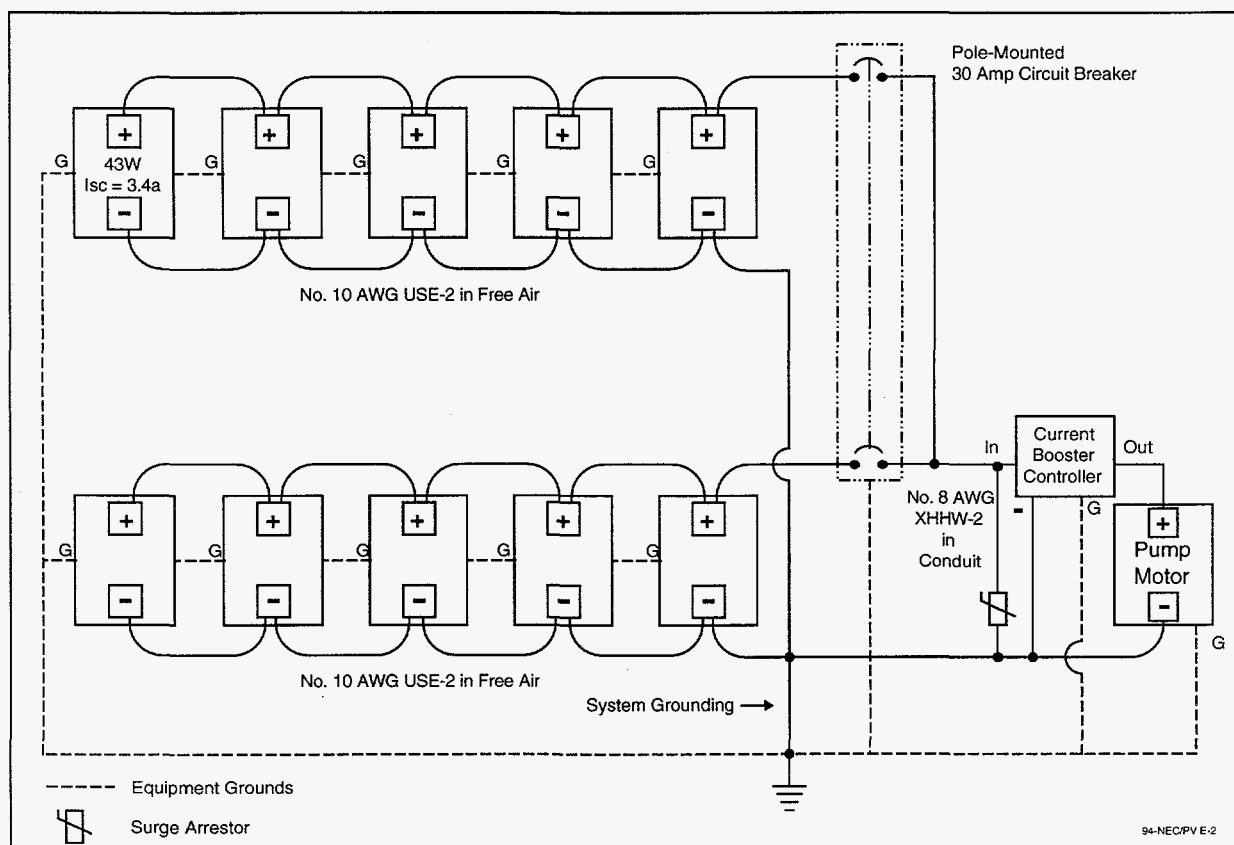 Pole-Mounted
30 Amp Circuit Breaker
+
+
+
+
+
G
43W
Isc = 3.4a
G
G
G
G
-
-
-
-
-
No. 10 AWG USE-2 in Free Air
In
Current
Booster
Controller
Out
+
+
+
+
+
No. 8 AWG
XHHW-2
in
Conduit
-
G
+
Pump
Motor
-
G
G
G
G
G
G
-
-
-
-
-
No. 10 AWG USE-2 in Free Air
System Grounding
Equipment Grounds
Surge Arrestor
94-NEC/PV E-2